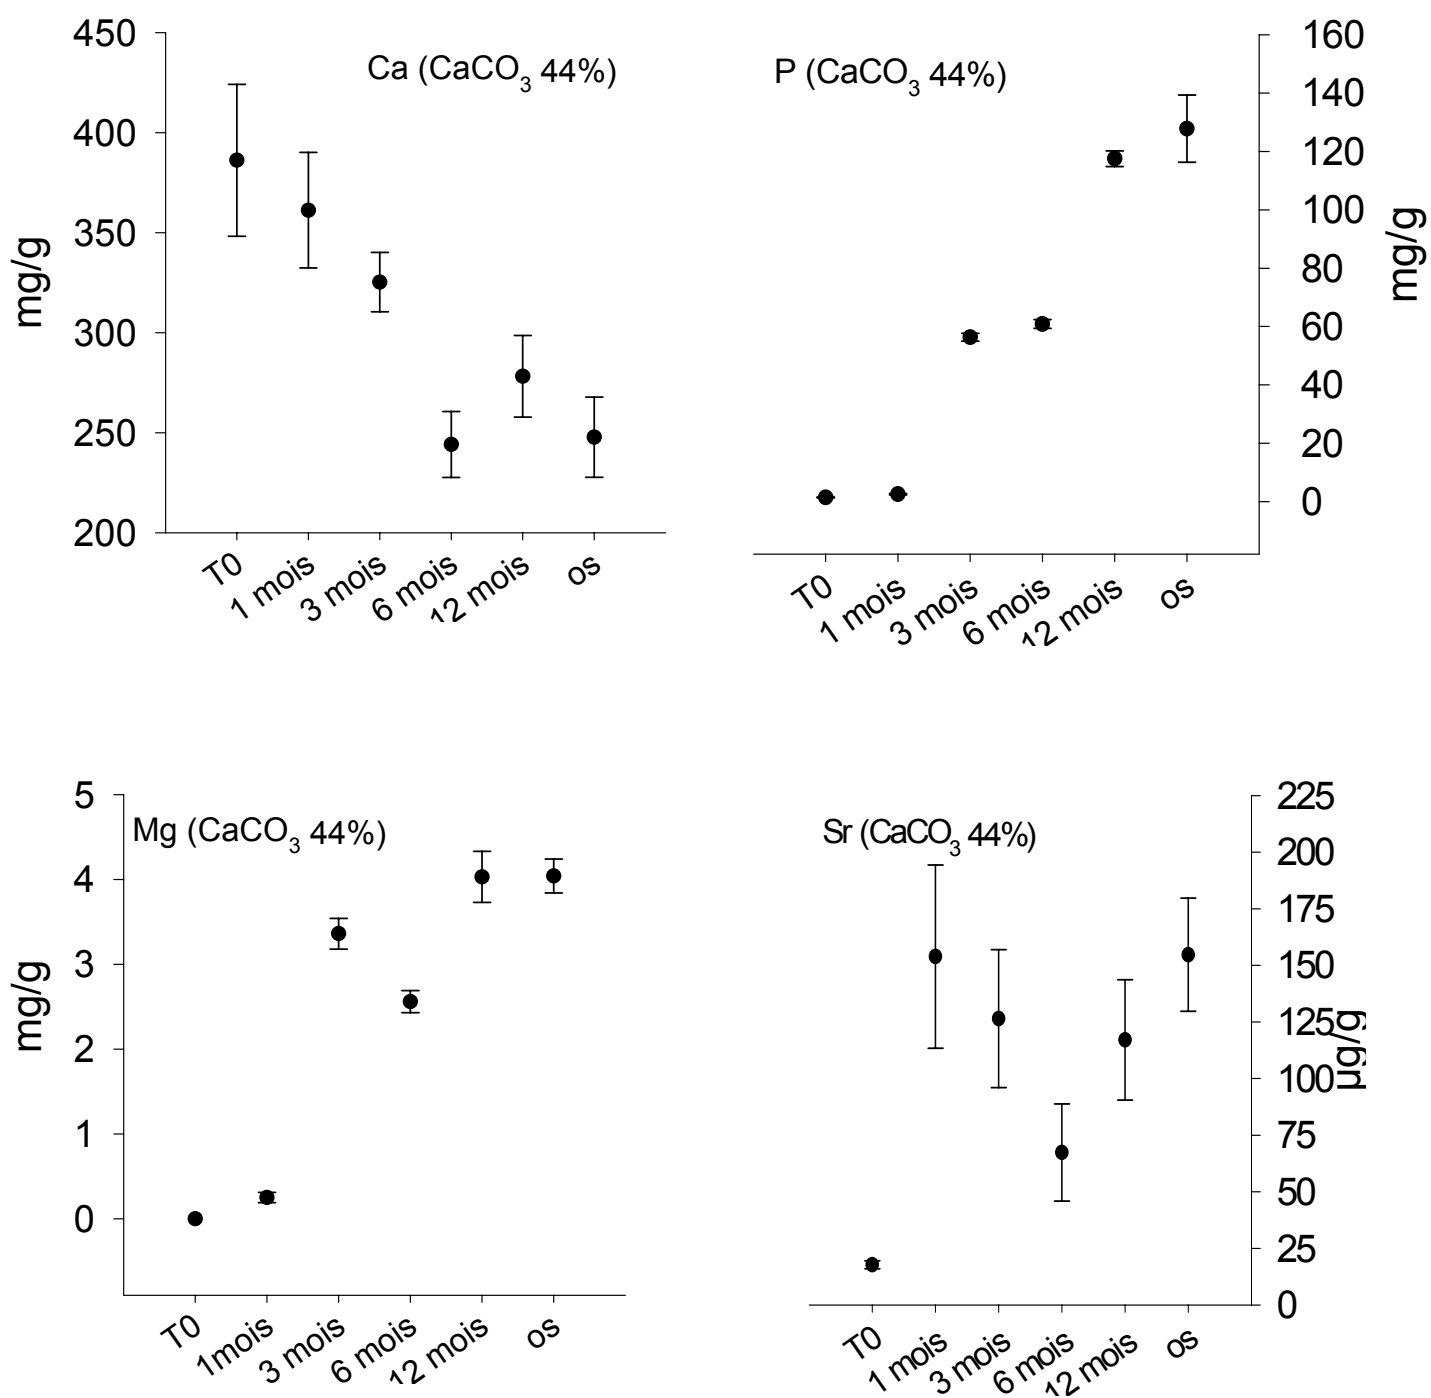 Ca (CaCO3 44%)
450
400
350
300
250
200
mg/g
T0
1 mois
3 mois
6 mois
12 mois
os
P (CaCO3 44%)
160
140
120
100
80
60
40
20
0
mg/g
T0
1 mois
3 mois
6 mois
12 mois
os
Mg (CaCO3 44%)
5
4
3
2
1
0
mg/g
T0
1mois
3 mois
6 mois
12 mois
os
Sr (CaCO3 44%)
225
200
175
150
125
100
75
50
25
0
µg/g
T0
1 mois
3 mois
6 mois
12 mois
os